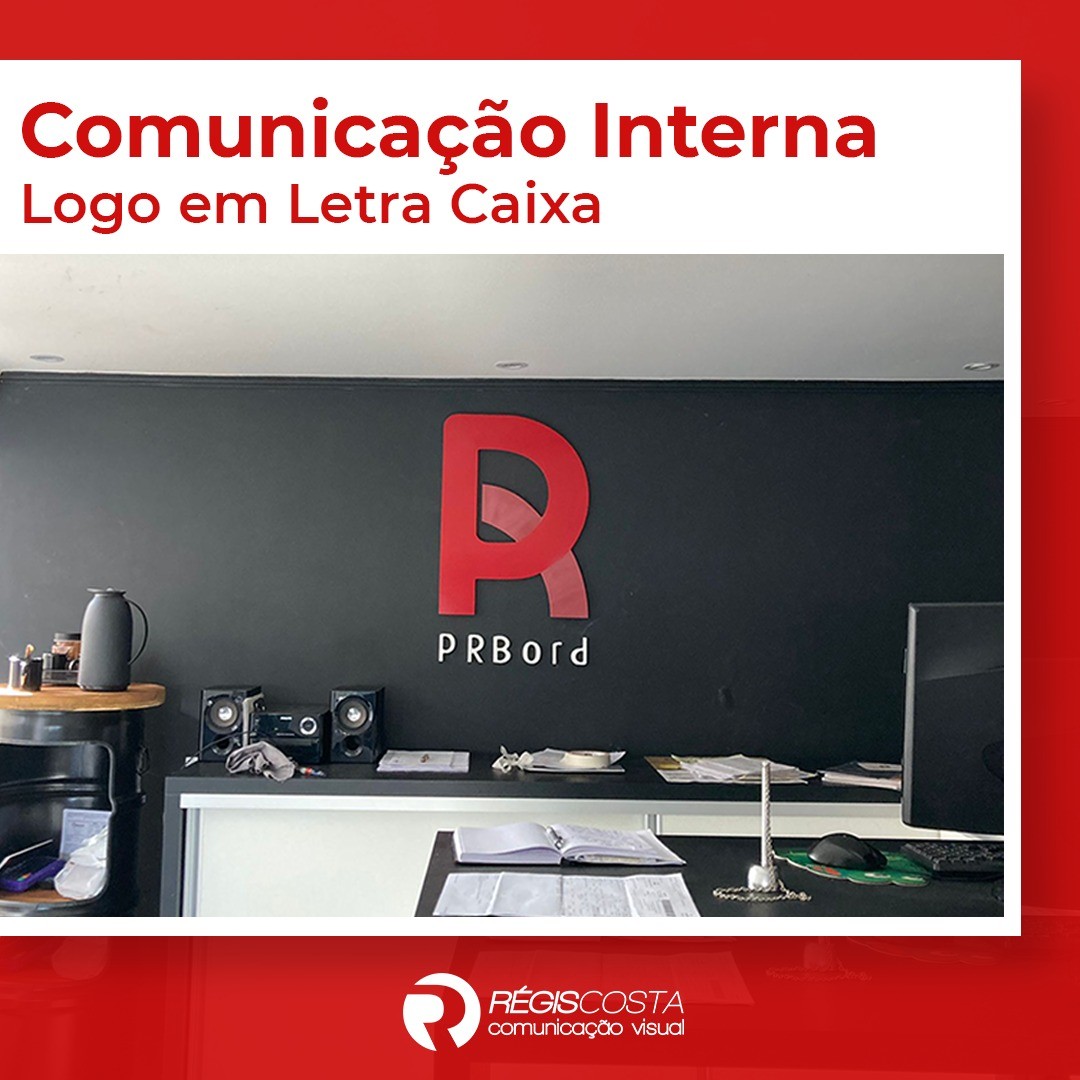 Comunicação Interna
Logo em Letra Caixa
PRBord
RÉGISCOSTA
comunicação visual